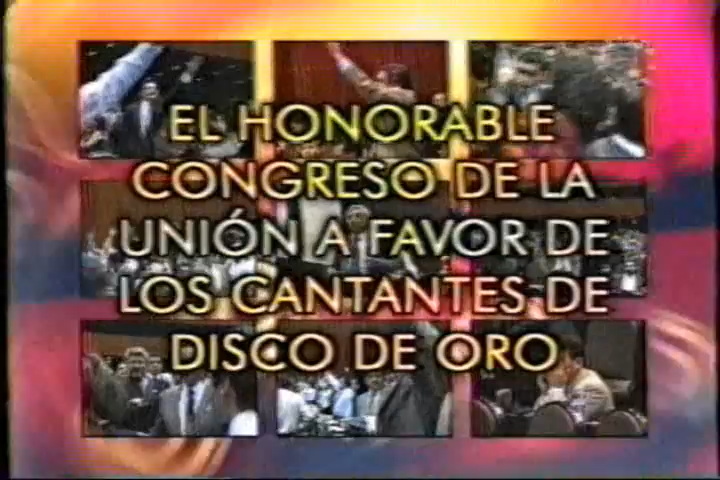 EL HONORABLE
CONGRESO DE LA
UNIÓN A FAVOR DE
LOS CANTANTES DE
DISCO DE ORO